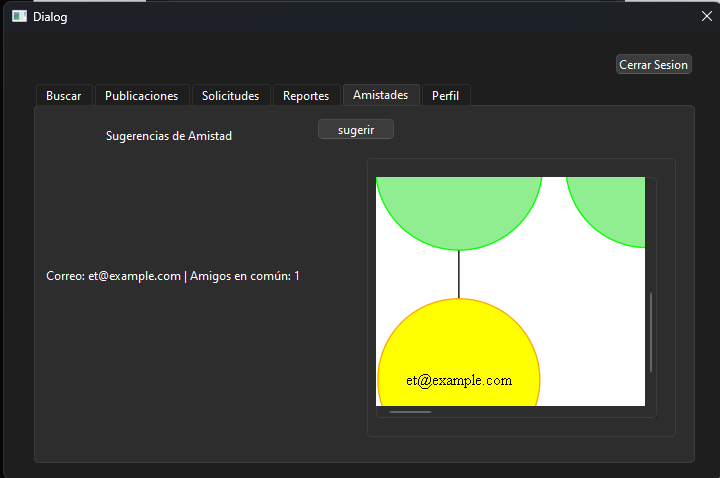 Dialog
Cerrar Sesion
Buscar
Publicaciones
Solicitudes
Reportes
Amistades
Perfil
Sugerencias de Amistad
sugerir
Correo: et@example.com | Amigos en común: 1
et@example.com